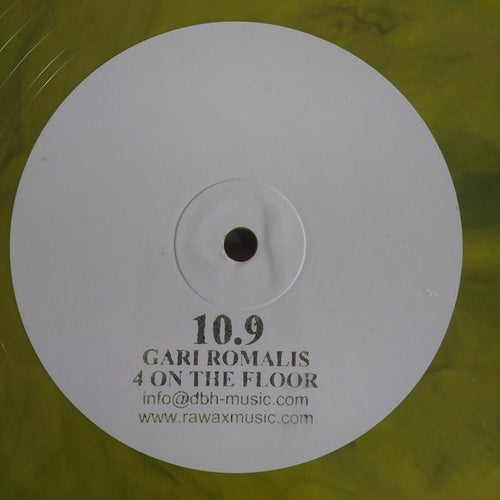 10.9
GARI ROMALIS
4 ON THE FLOOR
info@dbh-music.com
www.rawaxmusic.com